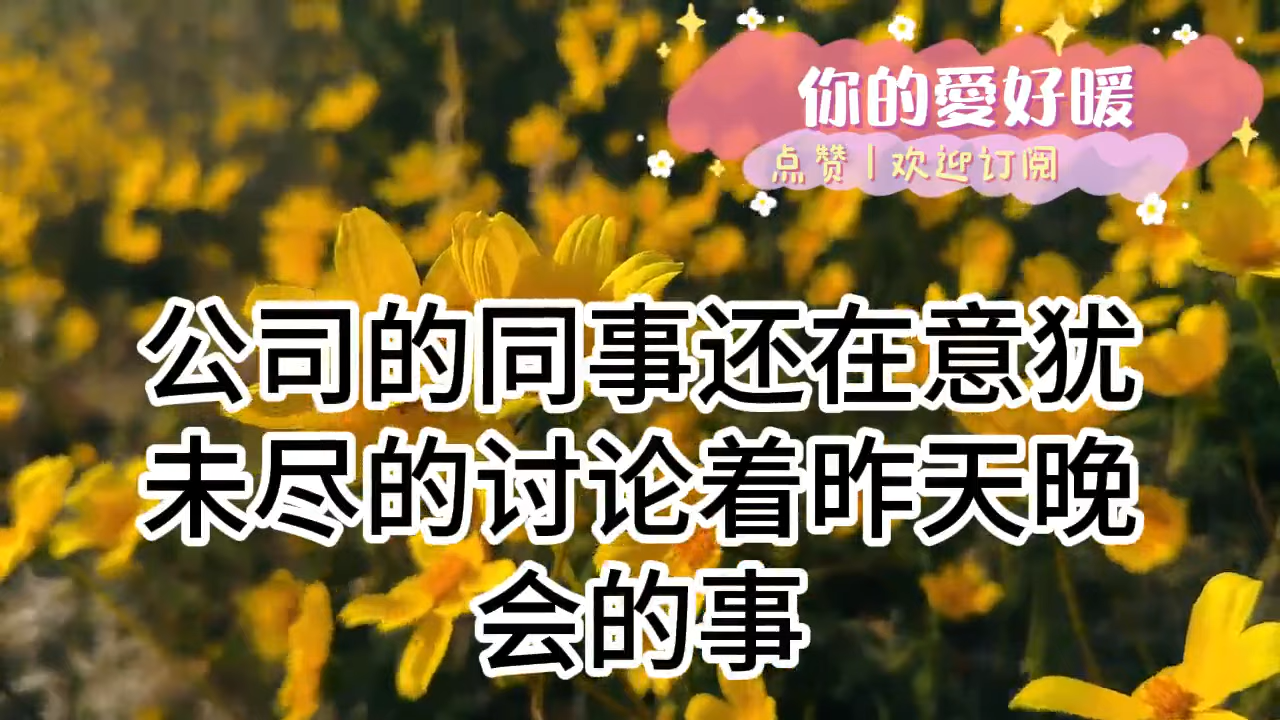 你的愛好暖
点赞 | 欢迎订阅
公司的同事还在意犹
未尽的讨论着昨天晚
会的事